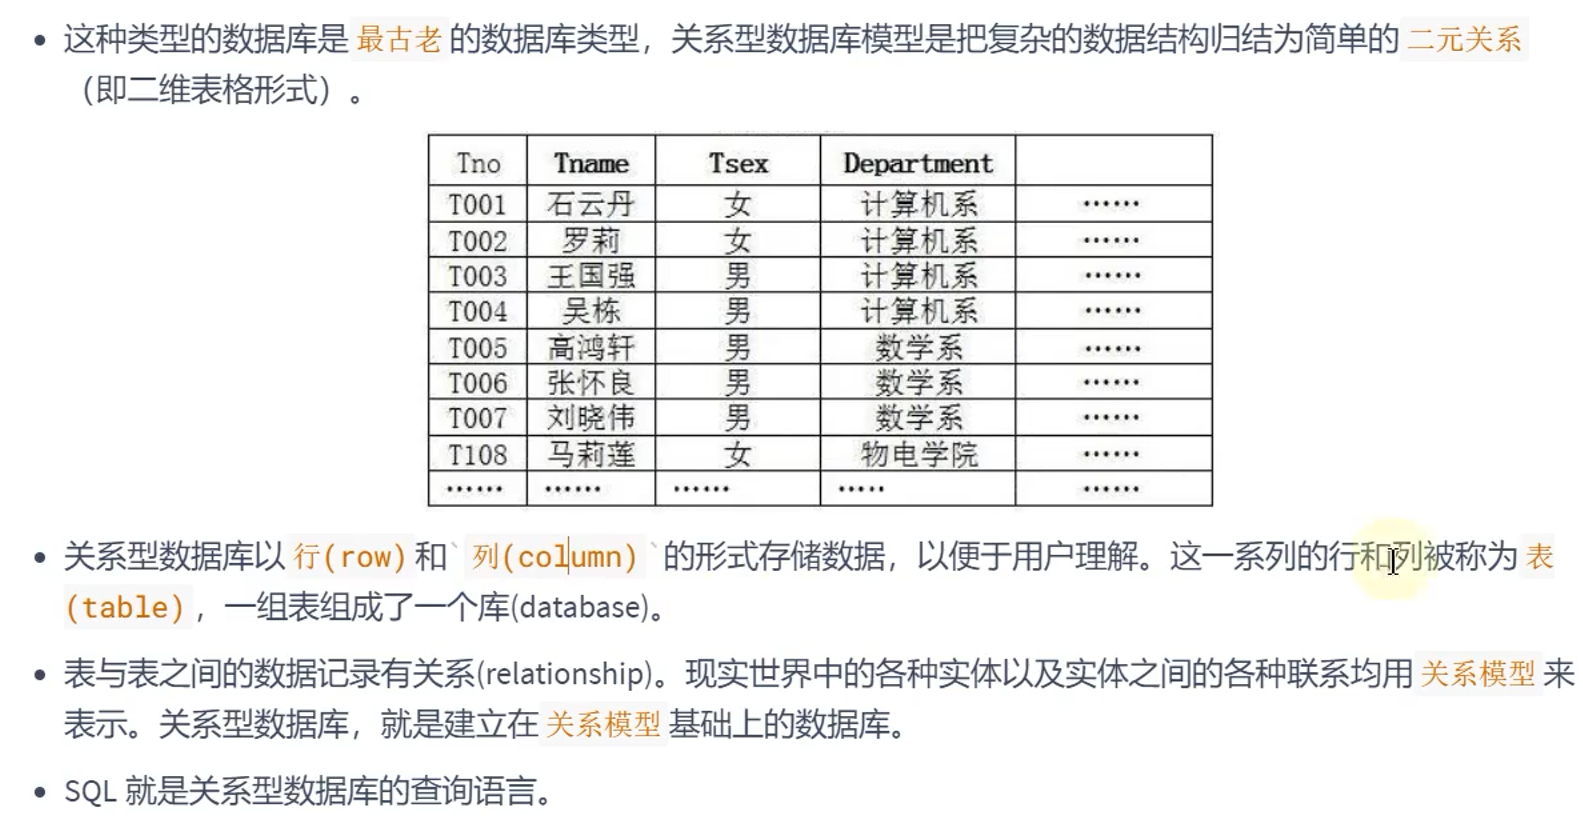 这种类型的数据库是 最古老 的数据库类型，关系型数据库模型是把复杂的数据结构归结为简单的 二元关系
（即二维表格形式）。
Tno Tname Tsex Department
T001 石云丹 女 计算机系 ······
T002 罗莉 女 计算机系 ······
T003 王国强 男 计算机系 ······
T004 吴栋 男 计算机系 ······
T005 高鸿轩 男 数学系 ······
T006 张怀良 男 数学系 ······
T007 刘晓伟 男 数学系 ······
T108 马莉莲 女 物电学院 ······
······ ······ ······ ····· ······
关系型数据库以 行(row) 和` 列(column) `的形式存储数据，以便于用户理解。这一系列的行和列被称为 表
(table) ，一组表组成了一个库(database)。
表与表之间的数据记录有关系(relationship)。现实世界中的各种实体以及实体之间的各种联系均用 关系模型 来
表示。关系型数据库，就是建立在 关系模型 基础上的数据库。
SQL 就是关系型数据库的查询语言。